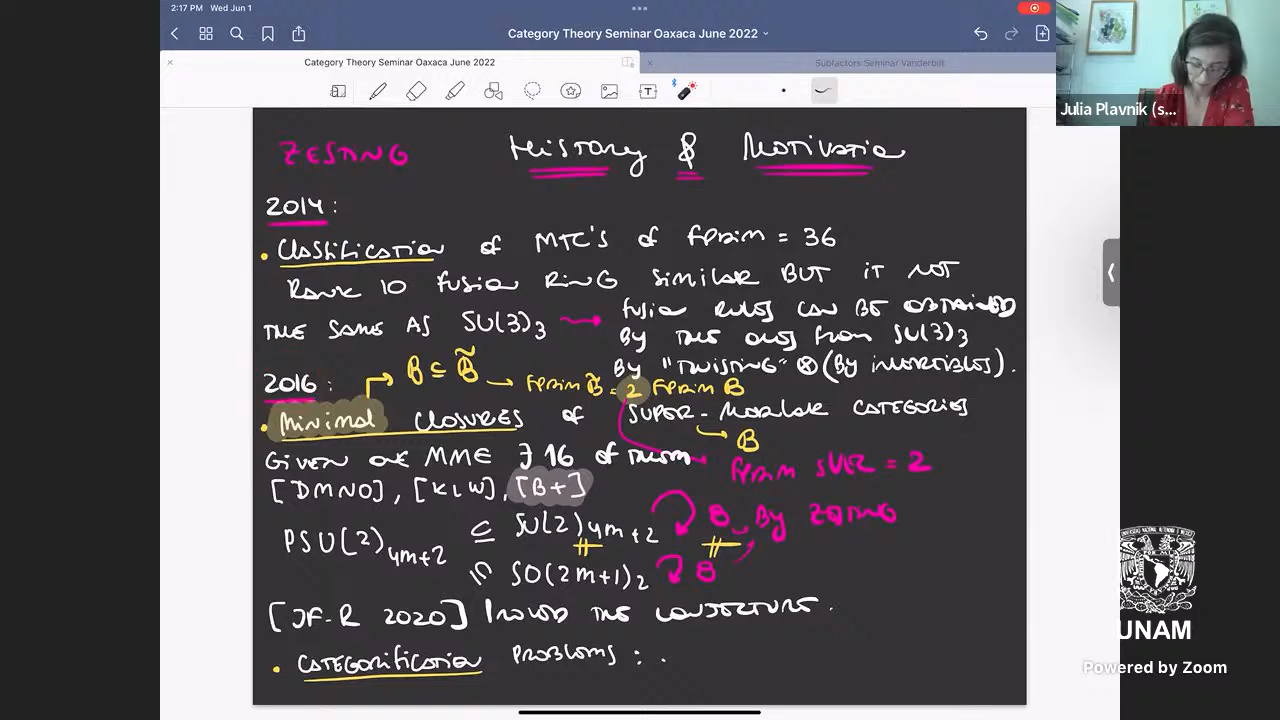 2:17 PM Wed Jun 1
Category Theory Seminar Oaxaca June 2022
Category Theory Seminar Oaxaca June 2022
Subfactors Seminar Vanderbilt
Julia Plavnik (s...
ZESTING
HISTORY & MOTIVATION
2014:
• Classification of MTC'S of FPdim = 36
Rank 10 fusion RING similar BUT it NOT
THE SAME AS SU(3)₃ → fusion RULES CAN BE OBTAINED
BY THE ONES from SU(3)₃
BY "TWISTING" ⊗ (BY INVERTIBLES).
2016: → B ⊆ B̃ → FPdim B̃ = 2 FPdim B
• Minimal CLOSURES of SUPER-MODULAR CATEGORIES
→ B
GIVEN one MME ∃ 16 of THEM
FPdim SVEC = 2
[DMNO], [KLW], [B+]
PSU(2)₄ₘ₊₂ ⊆ SU(2)₄ₘ₊₂ 8 By ZESTING
SO(2m+1)₂ 8
[JF-R 2020] PROVED THE CONJECTURE.
• CATEGORIFICATION PROBLEMS :
UNAM
Powered by Zoom